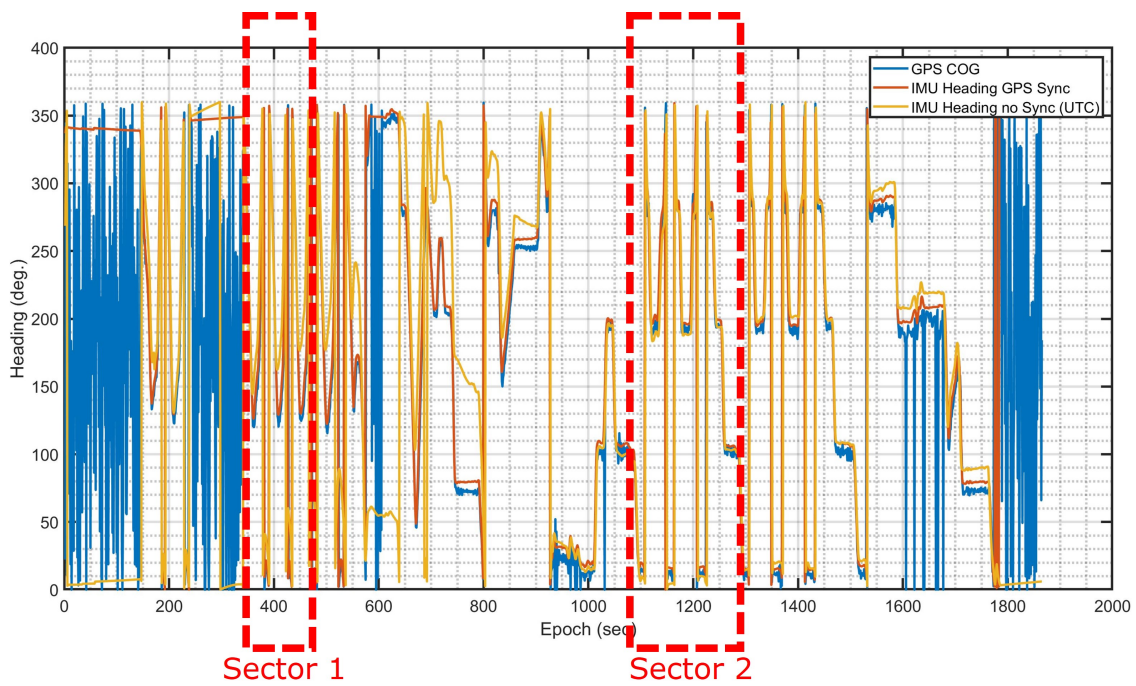 400
350
300
250
200
150
100
50
0
Heading (deg.)
GPS COG
IMU Heading GPS Sync
IMU Heading no Sync (UTC)
0 200 400 600 800 1000 1200 1400 1600 1800 2000
Epoch (sec)
Sector 1 Sector 2